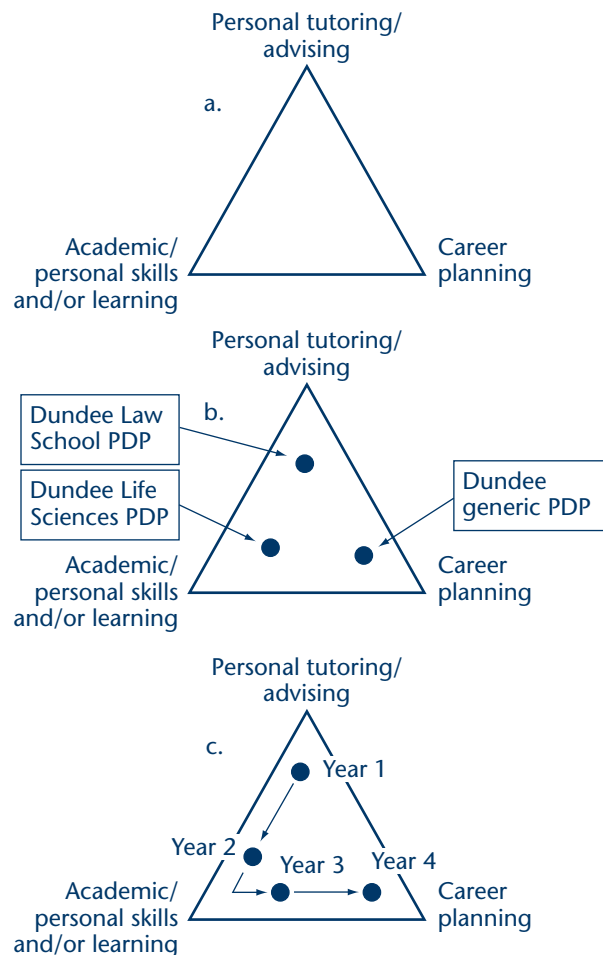 Personal tutoring/
advising
a.
Academic/
personal skills
and/or learning
Career
planning
Personal tutoring/
advising
b.
Dundee Law
School PDP
Dundee Life
Sciences PDP
Dundee
generic PDP
Academic/
personal skills
and/or learning
Career
planning
Personal tutoring/
advising
c.
Year 1
Year 2
Year 3
Year 4
Academic/
personal skills
and/or learning
Career
planning